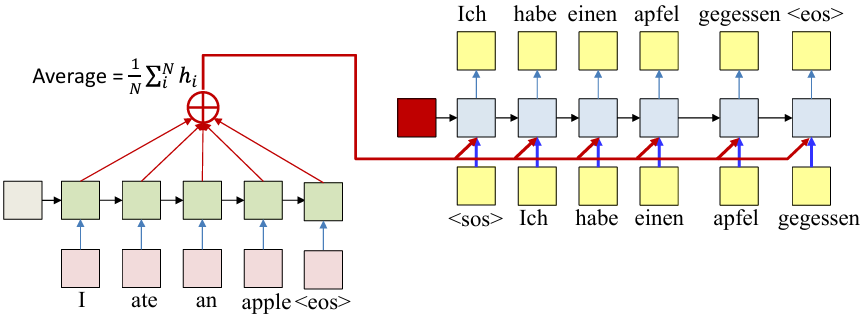 Ich habe einen apfel gegessen <eos>
Average = \frac{1}{N} \sum_{i}^{N} h_i
<sos> Ich habe einen apfel gegessen
I ate an apple <eos>